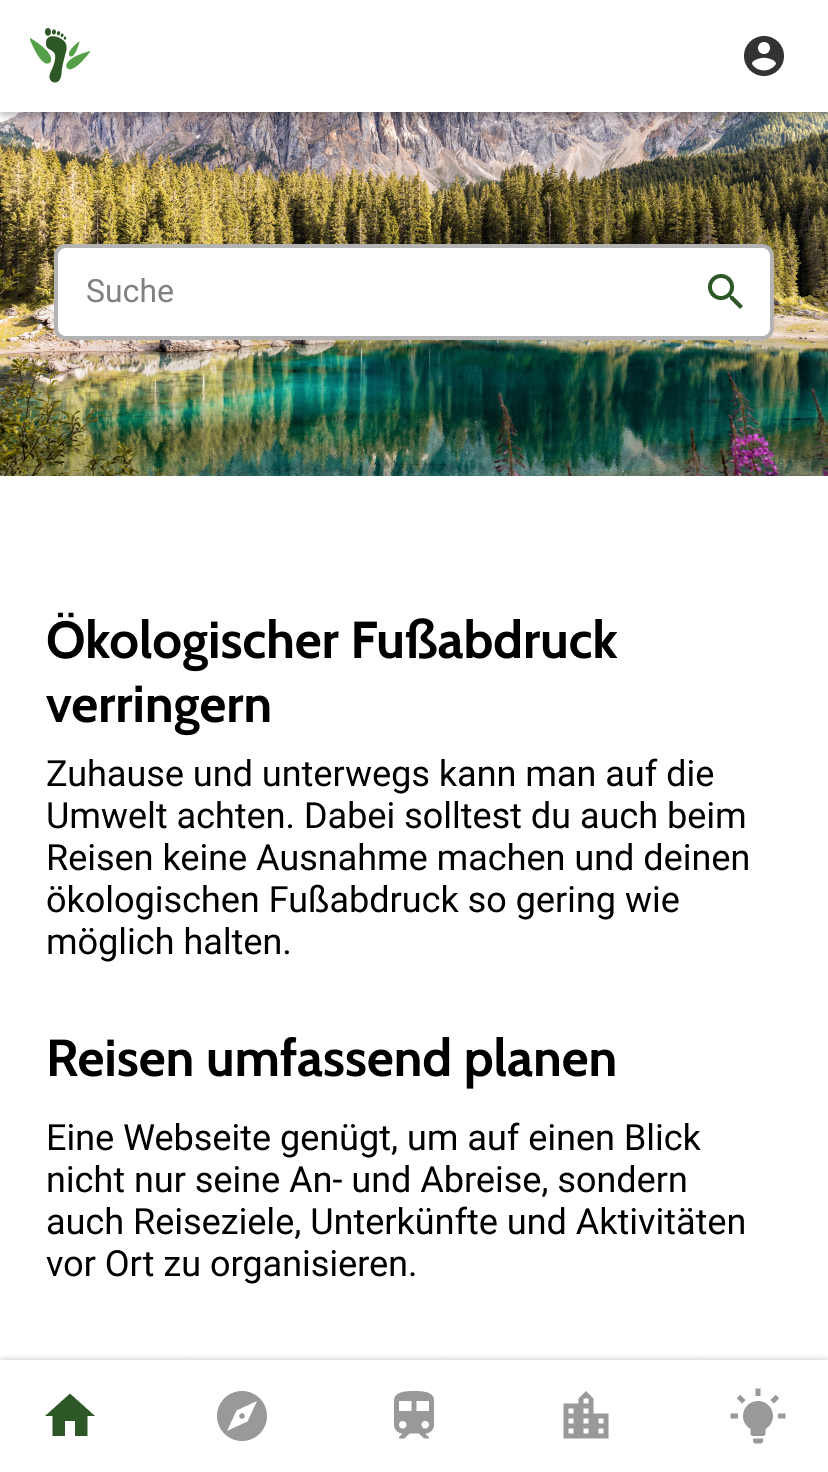 Suche
Ökologischer Fußabdruck
verringern
Zuhause und unterwegs kann man auf die
Umwelt achten. Dabei solltest du auch beim
Reisen keine Ausnahme machen und deinen
ökologischen Fußabdruck so gering wie
möglich halten.
Reisen umfassend planen
Eine Webseite genügt, um auf einen Blick
nicht nur seine An- und Abreise, sondern
auch Reiseziele, Unterkünfte und Aktivitäten
vor Ort zu organisieren.